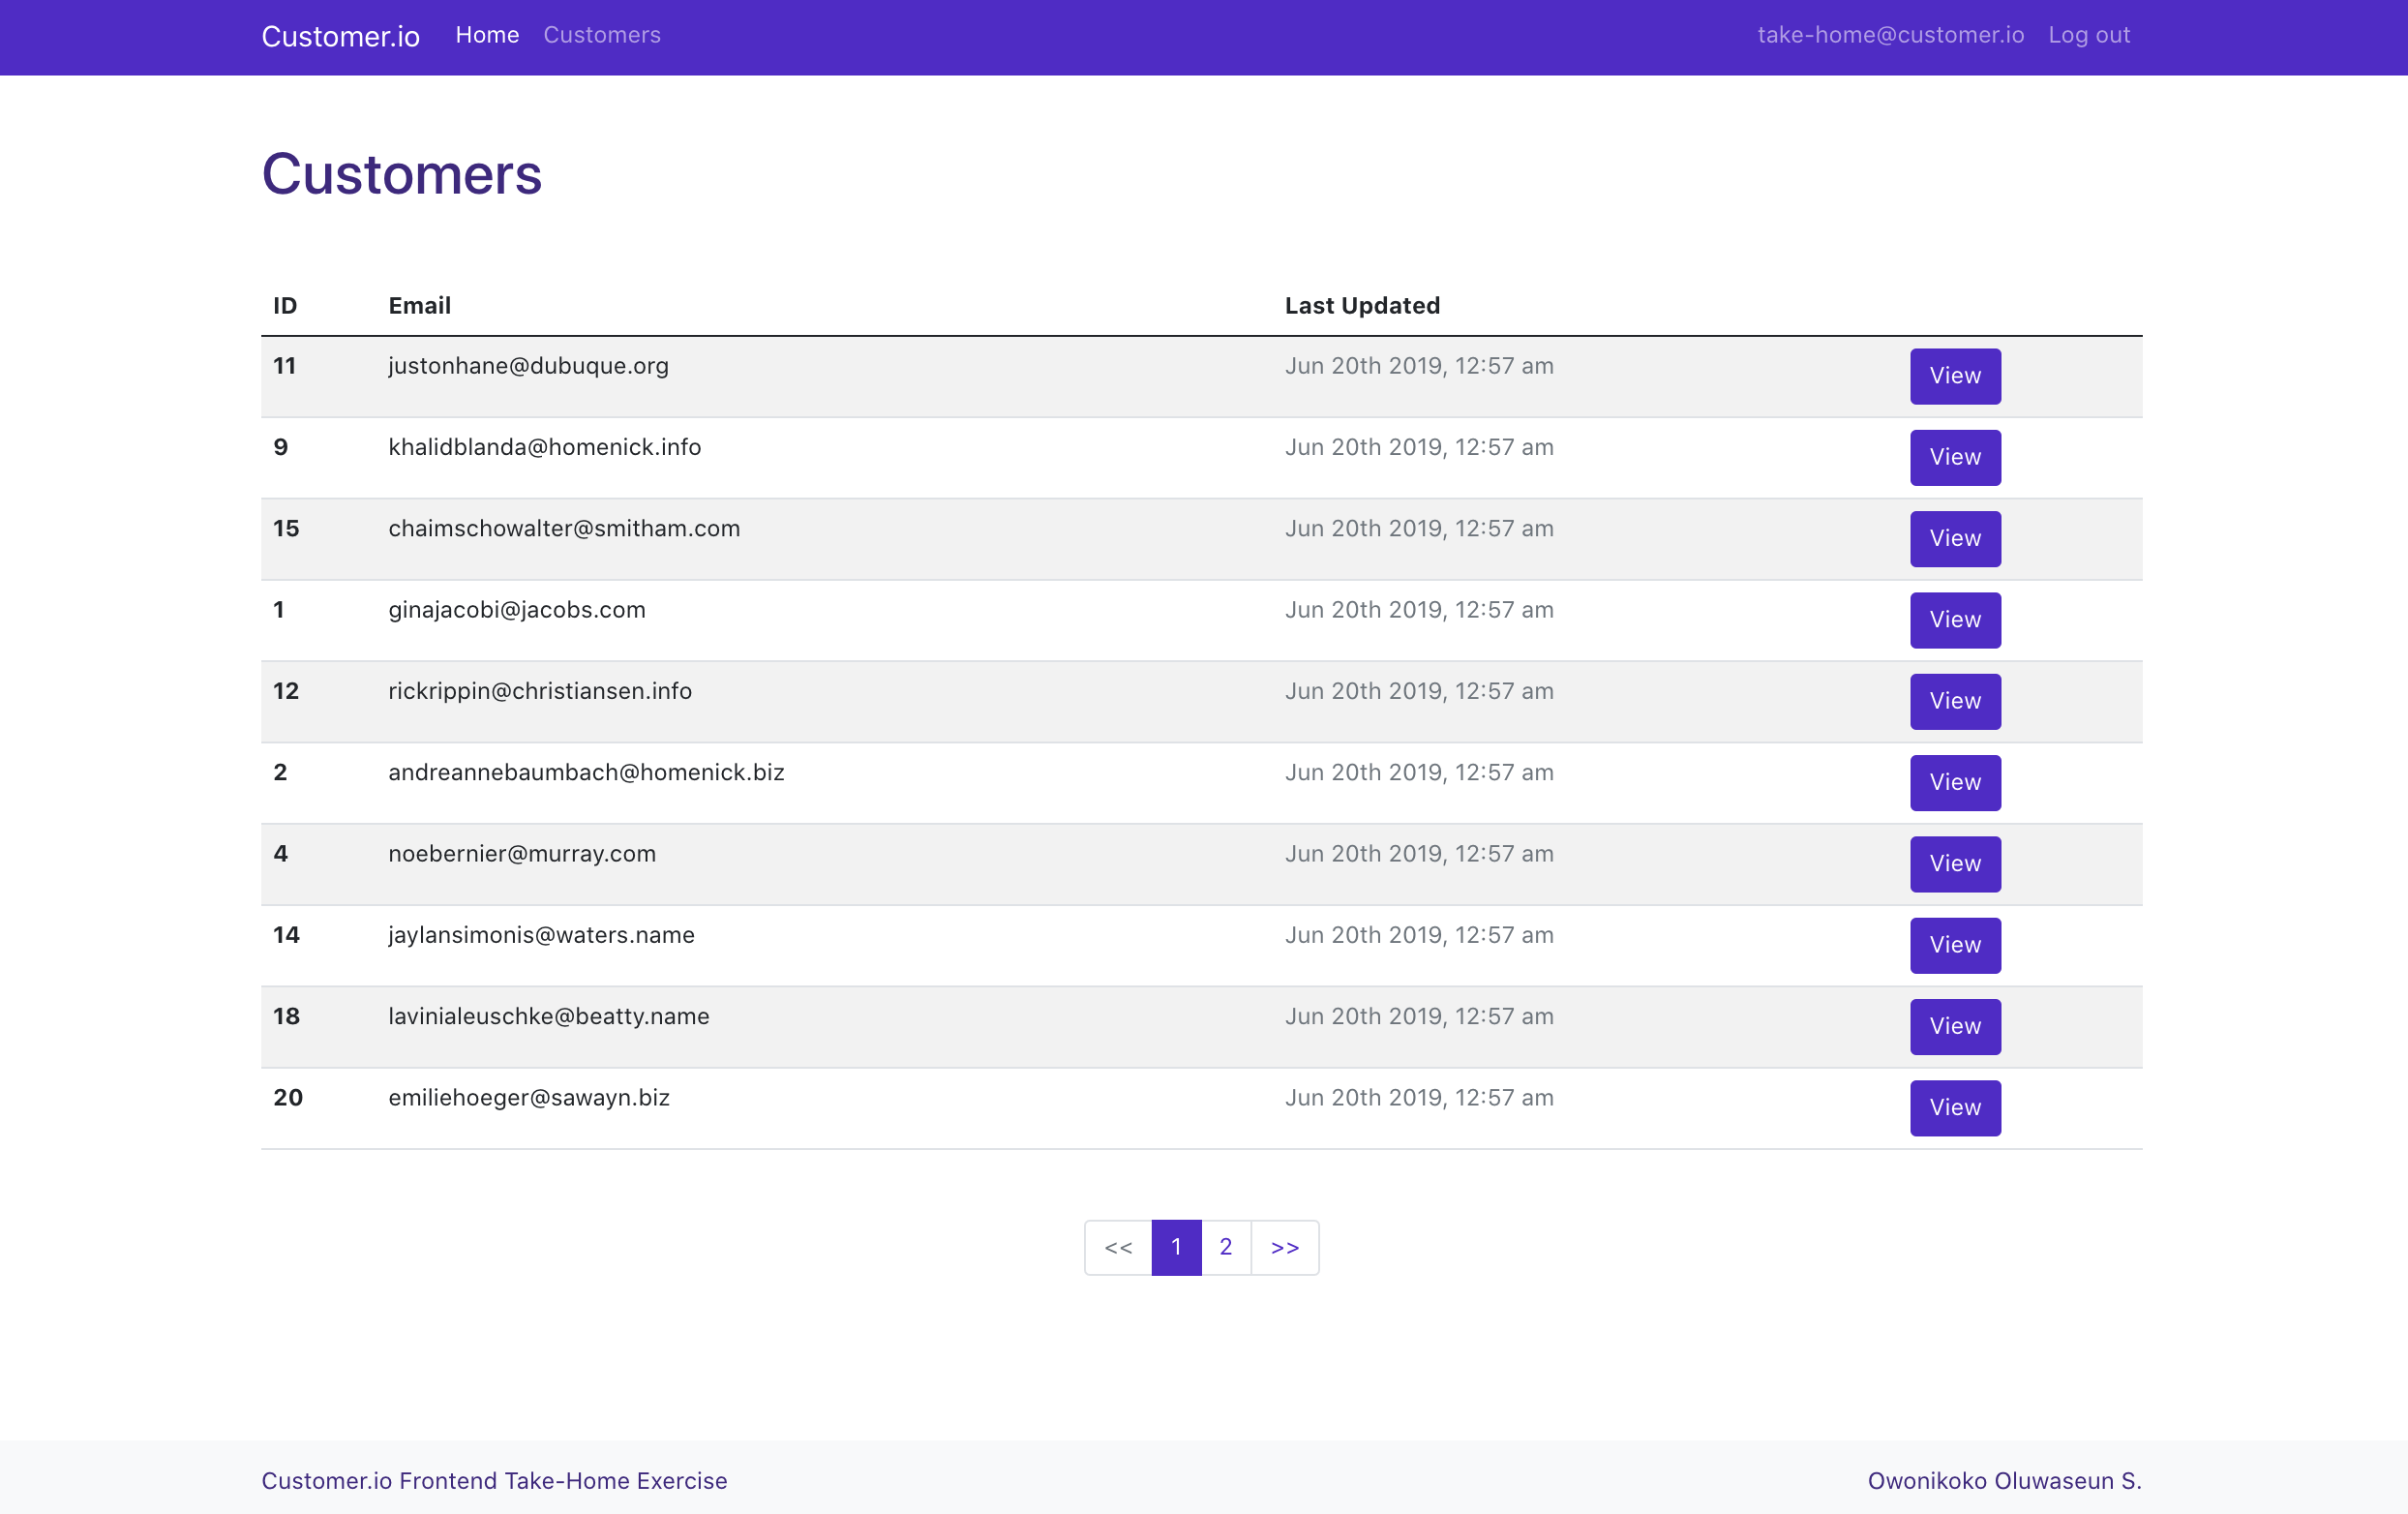 Customer.io Home Customers take-home@customer.io Log out
Customers
ID Email Last Updated
11 justonhane@dubuque.org Jun 20th 2019, 12:57 am View
9 khalidblanda@homenick.info Jun 20th 2019, 12:57 am View
15 chaimschowalter@smitham.com Jun 20th 2019, 12:57 am View
1 ginajacobi@jacobs.com Jun 20th 2019, 12:57 am View
12 rickrippin@christiansen.info Jun 20th 2019, 12:57 am View
2 andreannebaumbach@homenick.biz Jun 20th 2019, 12:57 am View
4 noebernier@murray.com Jun 20th 2019, 12:57 am View
14 jaylansimonis@waters.name Jun 20th 2019, 12:57 am View
18 lavinialeuschke@beatty.name Jun 20th 2019, 12:57 am View
20 emiliehoeger@sawayn.biz Jun 20th 2019, 12:57 am View
<< 1 2 >>
Customer.io Frontend Take-Home Exercise Owonikoko Oluwaseun S.